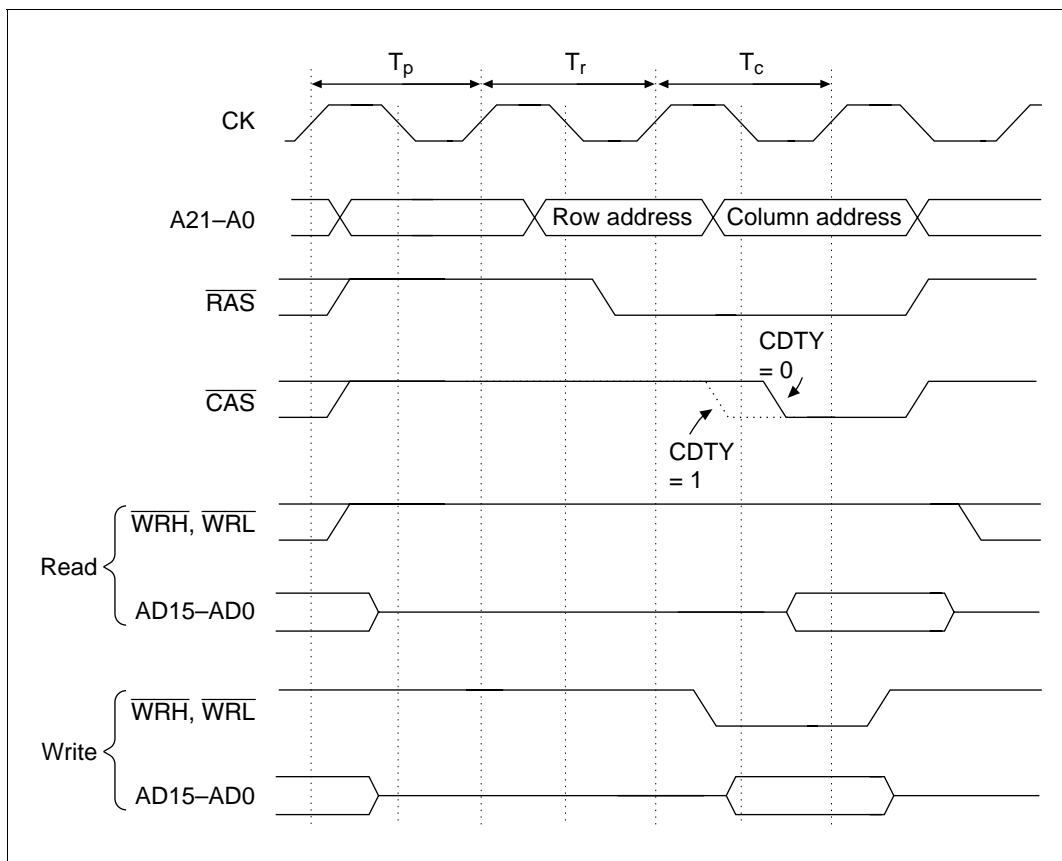 Tp Tr Tc
CK
A21–A0 Row address Column address
RAS
CDTY
= 0
CAS
CDTY
= 1
WRH, WRL
Read
AD15–AD0
WRH, WRL
Write
AD15–AD0